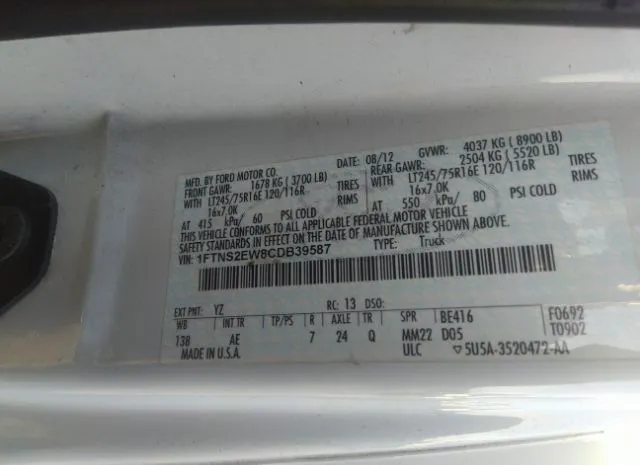 MFD. BY FORD MOTOR CO. DATE: 08/12 GVWR: 4037 KG ( 8900 LB)
FRONT GAWR: 1678 KG ( 3700 LB) REAR GAWR: 2504 KG ( 5520 LB)
WITH LT245/75R16E 120/116R TIRES WITH LT245/75R16E 120/116R TIRES
16x7.0K RIMS 16x7.0K RIMS
AT 415 kPa/ 60 PSI COLD AT 550 kPa/ 80 PSI COLD
THIS VEHICLE CONFORMS TO ALL APPLICABLE FEDERAL MOTOR VEHICLE
SAFETY STANDARDS IN EFFECT ON THE DATE OF MANUFACTURE SHOWN ABOVE.
VIN: 1FTNS2EW8CDB39587 TYPE: Truck
EXT PNT: YZ RC: 13 DSO:
WB INT TR TP/PS R AXLE TR SPR BE416 F0692
138 AE 7 24 Q MM22 DOS T0902
MADE IN U.S.A. ULC ▽5U5A-3520472-AA